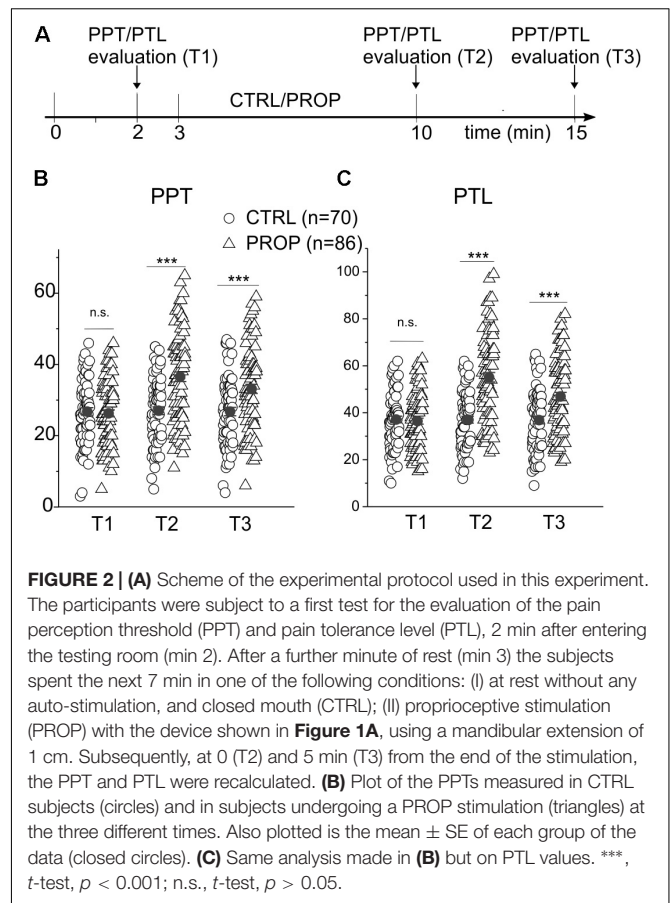 A
PPT/PTL
evaluation (T1)
PPT/PTL
evaluation (T2)
PPT/PTL
evaluation (T3)
CTRL/PROP
0
2
3
10
time (min)
15
B
PPT
C
PTL
○ CTRL (n=70)
△ PROP (n=86)
60
40
20
0
n.s.
***
***
T1
T2
T3
100
80
60
40
20
0
n.s.
***
***
T1
T2
T3
FIGURE 2 | (A) Scheme of the experimental protocol used in this experiment.
The participants were subject to a first test for the evaluation of the pain
perception threshold (PPT) and pain tolerance level (PTL), 2 min after entering
the testing room (min 2). After a further minute of rest (min 3) the subjects
spent the next 7 min in one of the following conditions: (I) at rest without any
auto-stimulation, and closed mouth (CTRL); (II) proprioceptive stimulation
(PROP) with the device shown in Figure 1A, using a mandibular extension of
1 cm. Subsequently, at 0 (T2) and 5 min (T3) from the end of the stimulation,
the PPT and PTL were recalculated. (B) Plot of the PPTs measured in CTRL
subjects (circles) and in subjects undergoing a PROP stimulation (triangles) at
the three different times. Also plotted is the mean ± SE of each group of the
data (closed circles). (C) Same analysis made in (B) but on PTL values. ***,
t-test, p < 0.001; n.s., t-test, p > 0.05.